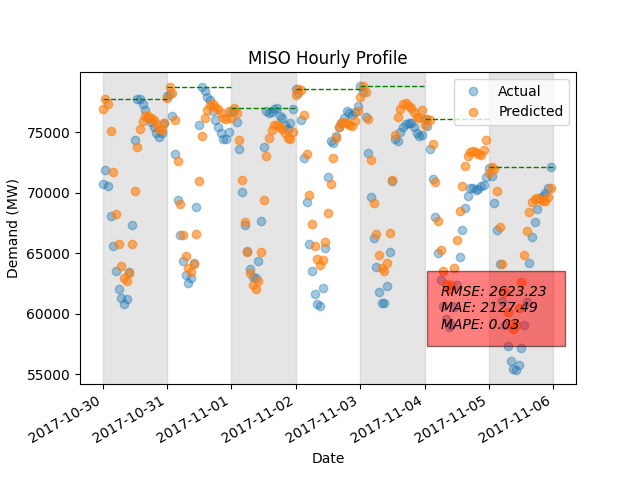 MISO Hourly Profile
Actual
Predicted
75000
70000
65000
60000
55000
Demand (MW)
RMSE: 2623.23
MAE: 2127.49
MAPE: 0.03
2017-10-30
2017-10-31
2017-11-01
2017-11-02
2017-11-03
2017-11-04
2017-11-05
2017-11-06
Date